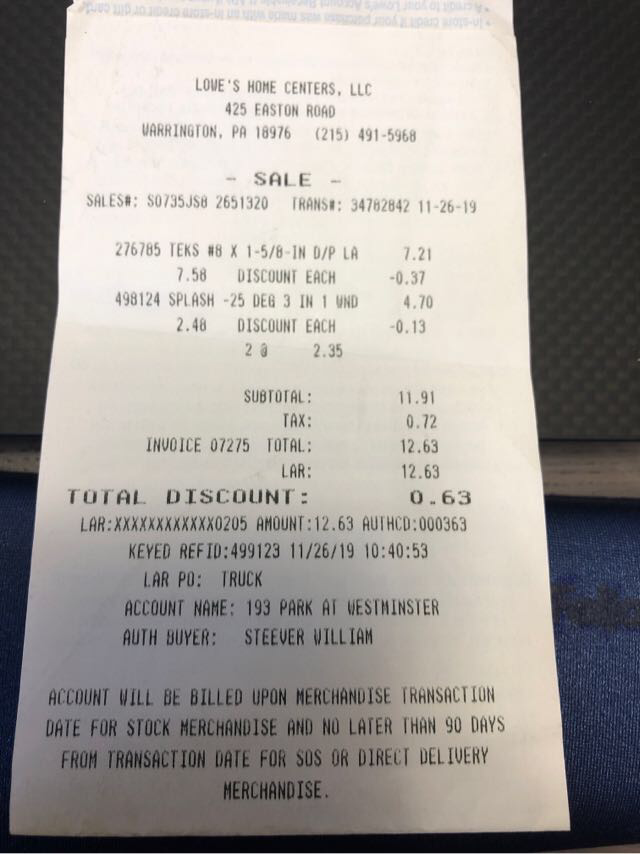 LOWE'S HOME CENTERS, LLC
425 EASTON ROAD
WARRINGTON, PA 18976 (215) 491-5968
- SALE -
SALES#: S0735JS8 2651320 TRANS#: 34782842 11-26-19
276785 TEKS #8 X 1-5/8-IN D/P LA 7.21
7.58 DISCOUNT EACH -0.37
498124 SPLASH -25 DEG 3 IN 1 WND 4.70
2.48 DISCOUNT EACH -0.13
2 @ 2.35
SUBTOTAL: 11.91
TAX: 0.72
INVOICE 07275 TOTAL: 12.63
LAR: 12.63
TOTAL DISCOUNT: 0.63
LAR:XXXXXXXXXXXX0205 AMOUNT:12.63 AUTHCD:000363
KEYED REFID:499123 11/26/19 10:40:53
LAR PO: TRUCK
ACCOUNT NAME: 193 PARK AT WESTMINSTER
AUTH BUYER: STEEVER WILLIAM
ACCOUNT WILL BE BILLED UPON MERCHANDISE TRANSACTION
DATE FOR STOCK MERCHANDISE AND NO LATER THAN 90 DAYS
FROM TRANSACTION DATE FOR SOS OR DIRECT DELIVERY
MERCHANDISE.